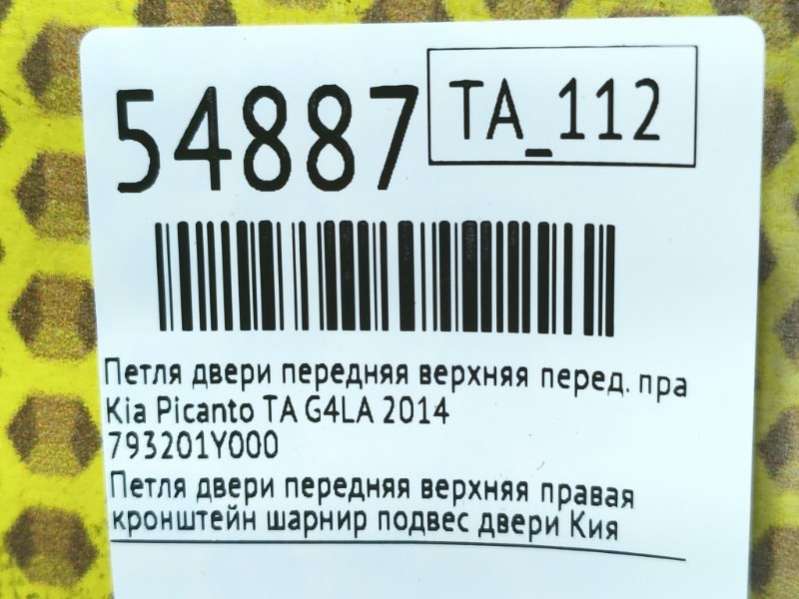 54887
TA_112
Петля двери передняя верхняя перед. пра
Kia Picanto TA G4LA 2014
793201Y000
Петля двери передняя верхняя правая
кронштейн шарнир подвес двери Кия